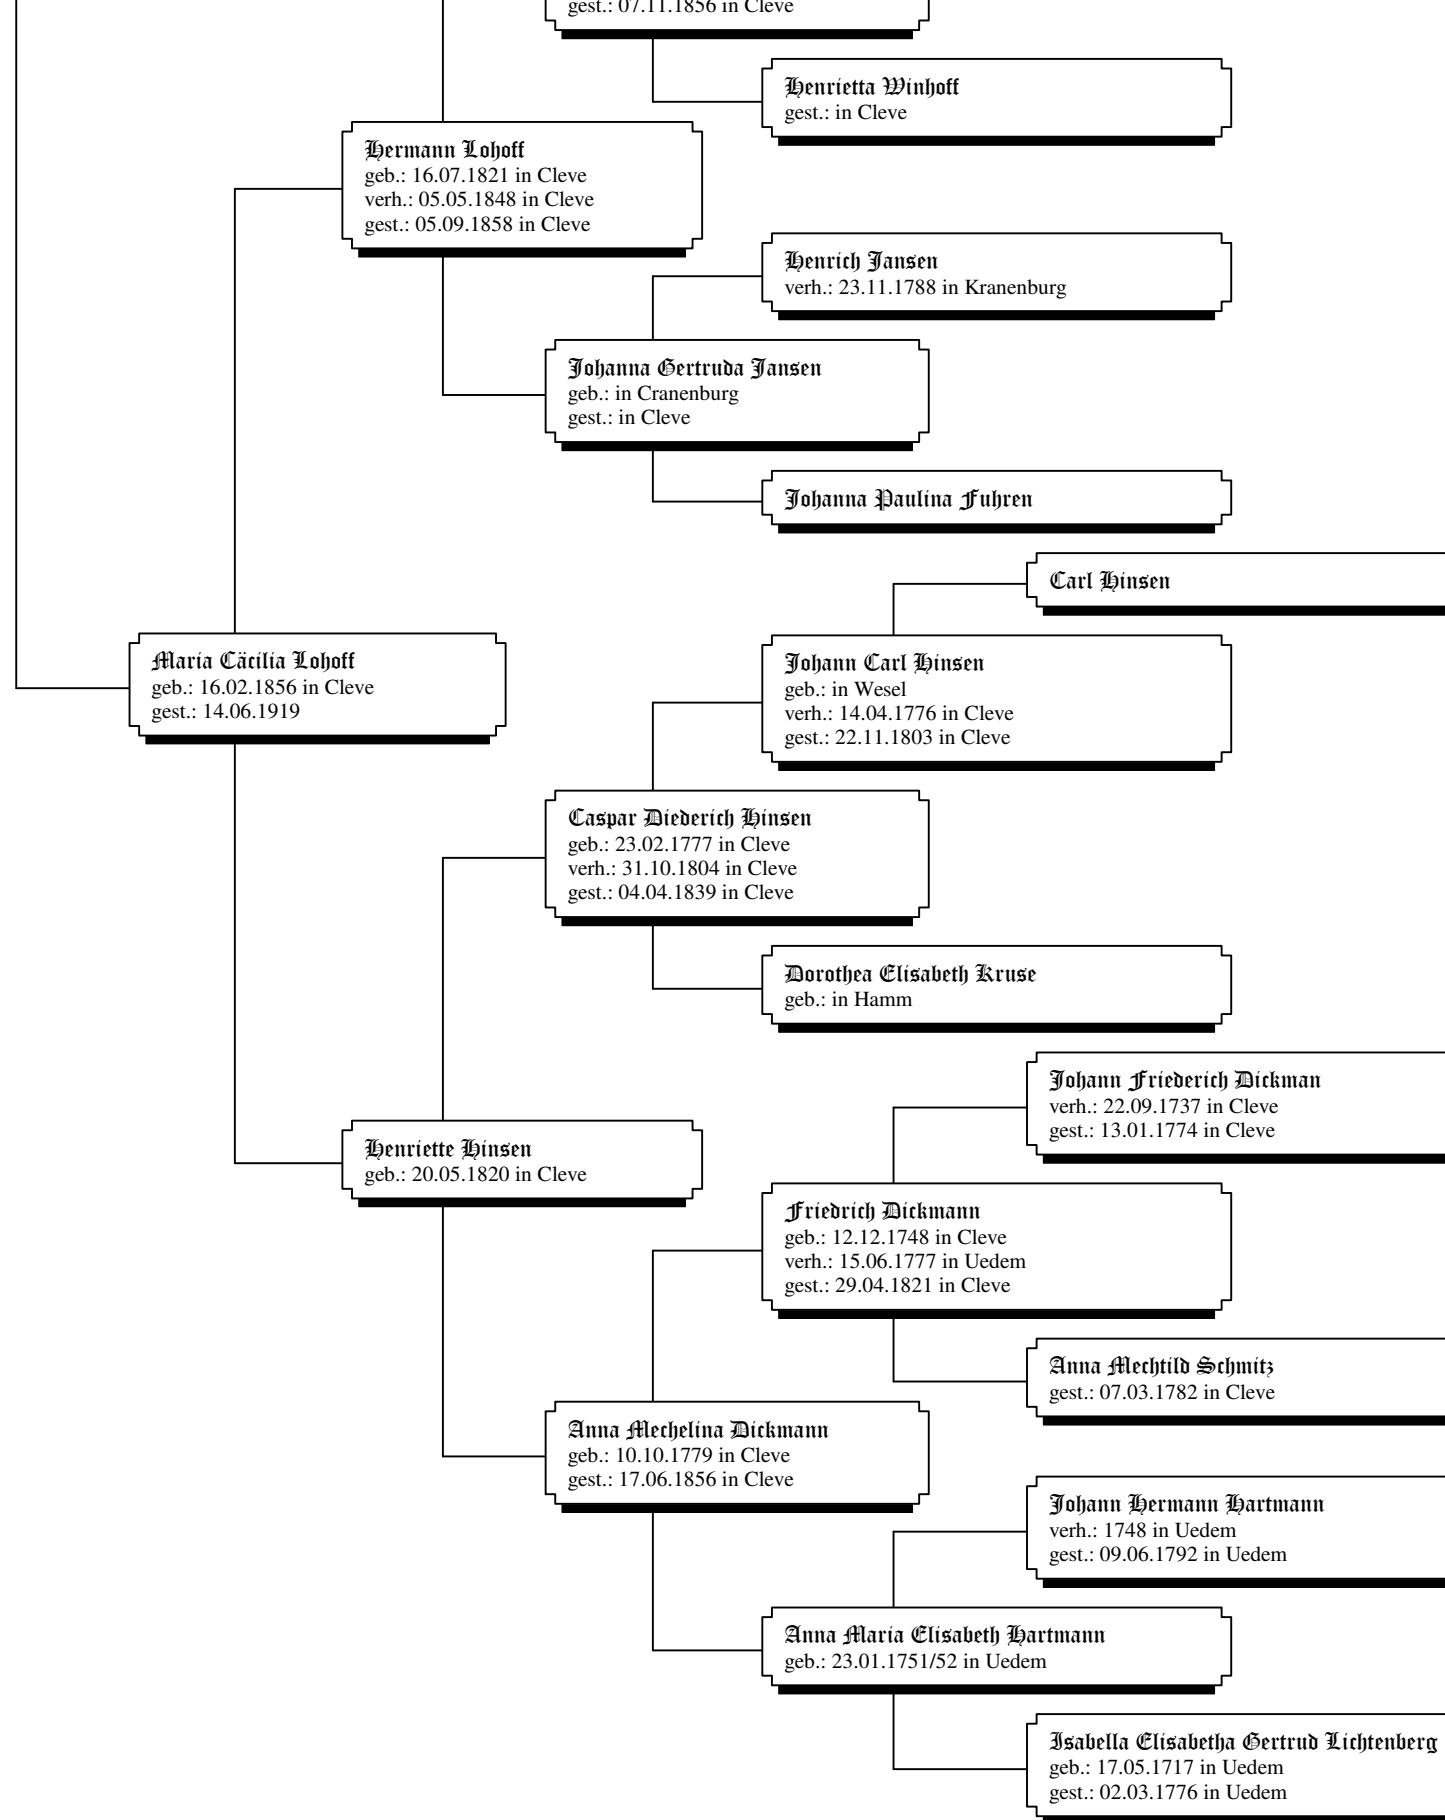 gest.: 07.11.1856 in Cleve
Henrietta Winhoff
gest.: in Cleve
Hermann Lohoff
geb.: 16.07.1821 in Cleve
verh.: 05.05.1848 in Cleve
gest.: 05.09.1858 in Cleve
Henrich Jansen
verh.: 23.11.1788 in Kranenburg
Johanna Gertruda Jansen
geb.: in Cranenburg
gest.: in Cleve
Johanna Paulina Fuhren
Carl Hinsen
Johann Carl Hinsen
geb.: in Wesel
verh.: 14.04.1776 in Cleve
gest.: 22.11.1803 in Cleve
Maria Cäcilia Lohoff
geb.: 16.02.1856 in Cleve
gest.: 14.06.1919
Caspar Diederich Hinsen
geb.: 23.02.1777 in Cleve
verh.: 31.10.1804 in Cleve
gest.: 04.04.1839 in Cleve
Dorothea Elisabeth Kruse
geb.: in Hamm
Johann Friederich Dickman
verh.: 22.09.1737 in Cleve
gest.: 13.01.1774 in Cleve
Henriette Hinsen
geb.: 20.05.1820 in Cleve
Friedrich Dickmann
geb.: 12.12.1748 in Cleve
verh.: 15.06.1777 in Uedem
gest.: 29.04.1821 in Cleve
Anna Mechtild Schmitz
gest.: 07.03.1782 in Cleve
Anna Mechelina Dickmann
geb.: 10.10.1779 in Cleve
gest.: 17.06.1856 in Cleve
Johann Hermann Hartmann
verh.: 1748 in Uedem
gest.: 09.06.1792 in Uedem
Anna Maria Elisabeth Hartmann
geb.: 23.01.1751/52 in Uedem
Isabella Elisabetha Gertrud Lichtenberg
geb.: 17.05.1717 in Uedem
gest.: 02.03.1776 in Uedem